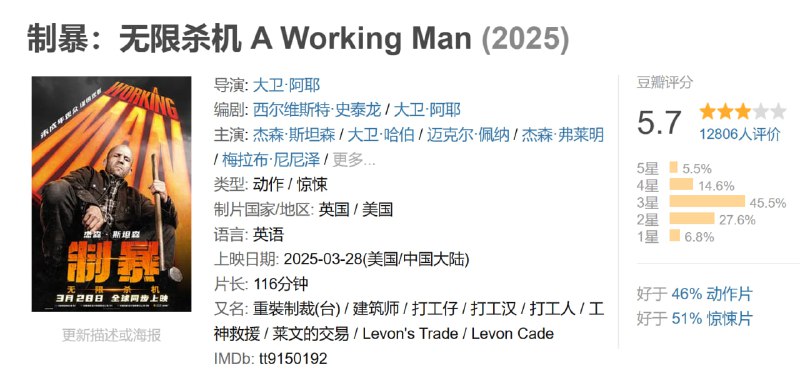 制暴：无限杀机 A Working Man (2025)
未成年观众 谨慎观看
A
WORKING
MAN
杰森·斯坦森
制暴
无限杀机
3月28日 全球同步上映
更新描述或海报
导演: 大卫·阿耶
编剧: 西尔维斯特·史泰龙 / 大卫·阿耶
主演: 杰森·斯坦森 / 大卫·哈伯 / 迈克尔·佩纳 / 杰森·弗莱明
/ 梅拉布·尼尼泽 / 更多...
类型: 动作 / 惊悚
制片国家/地区: 英国 / 美国
语言: 英语
上映日期: 2025-03-28(美国/中国大陆)
片长: 116分钟
又名: 重裝制裁(台) / 建筑师 / 打工仔 / 打工汉 / 打工人 / 工
神救援 / 莱文的交易 / Levon's Trade / Levon Cade
IMDb: tt9150192
豆瓣评分
5.7
12806人评价
5星 5.5%
4星 14.6%
3星 45.5%
2星 27.6%
1星 6.8%
好于 46% 动作片
好于 51% 惊悚片